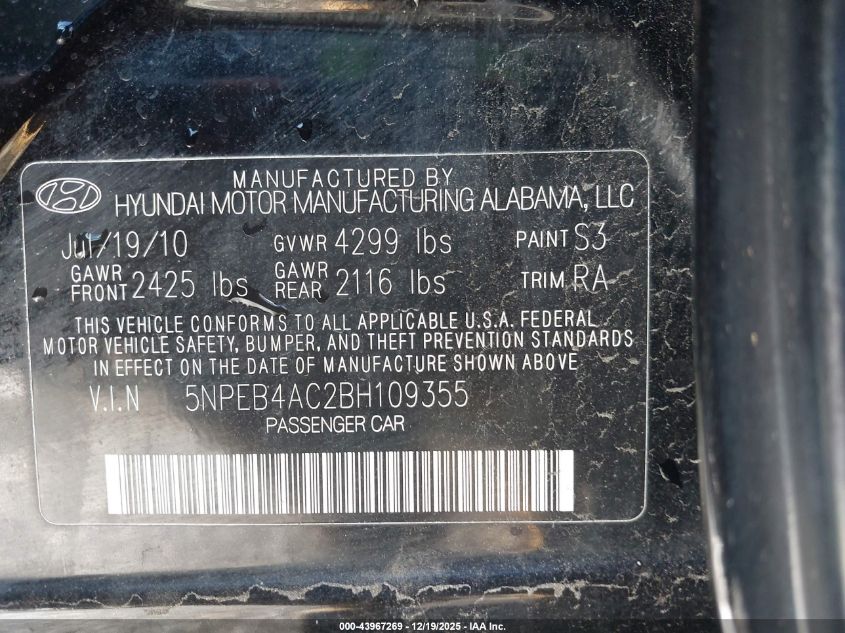 MANUFACTURED BY
HYUNDAI MOTOR MANUFACTURING ALABAMA, LLC
Jul/19/10 GVWR 4299 lbs PAINT S3
GAWR FRONT 2425 lbs GAWR REAR 2116 lbs TRIM RA
THIS VEHICLE CONFORMS TO ALL APPLICABLE U.S.A. FEDERAL
MOTOR VEHICLE SAFETY, BUMPER, AND THEFT PREVENTION STANDARDS
IN EFFECT ON THE DATE OF MANUFACTURE SHOWN ABOVE
V.I.N 5NPEB4AC2BH109355
PASSENGER CAR
000-43967269 - 12/19/2025 - IAA Inc.